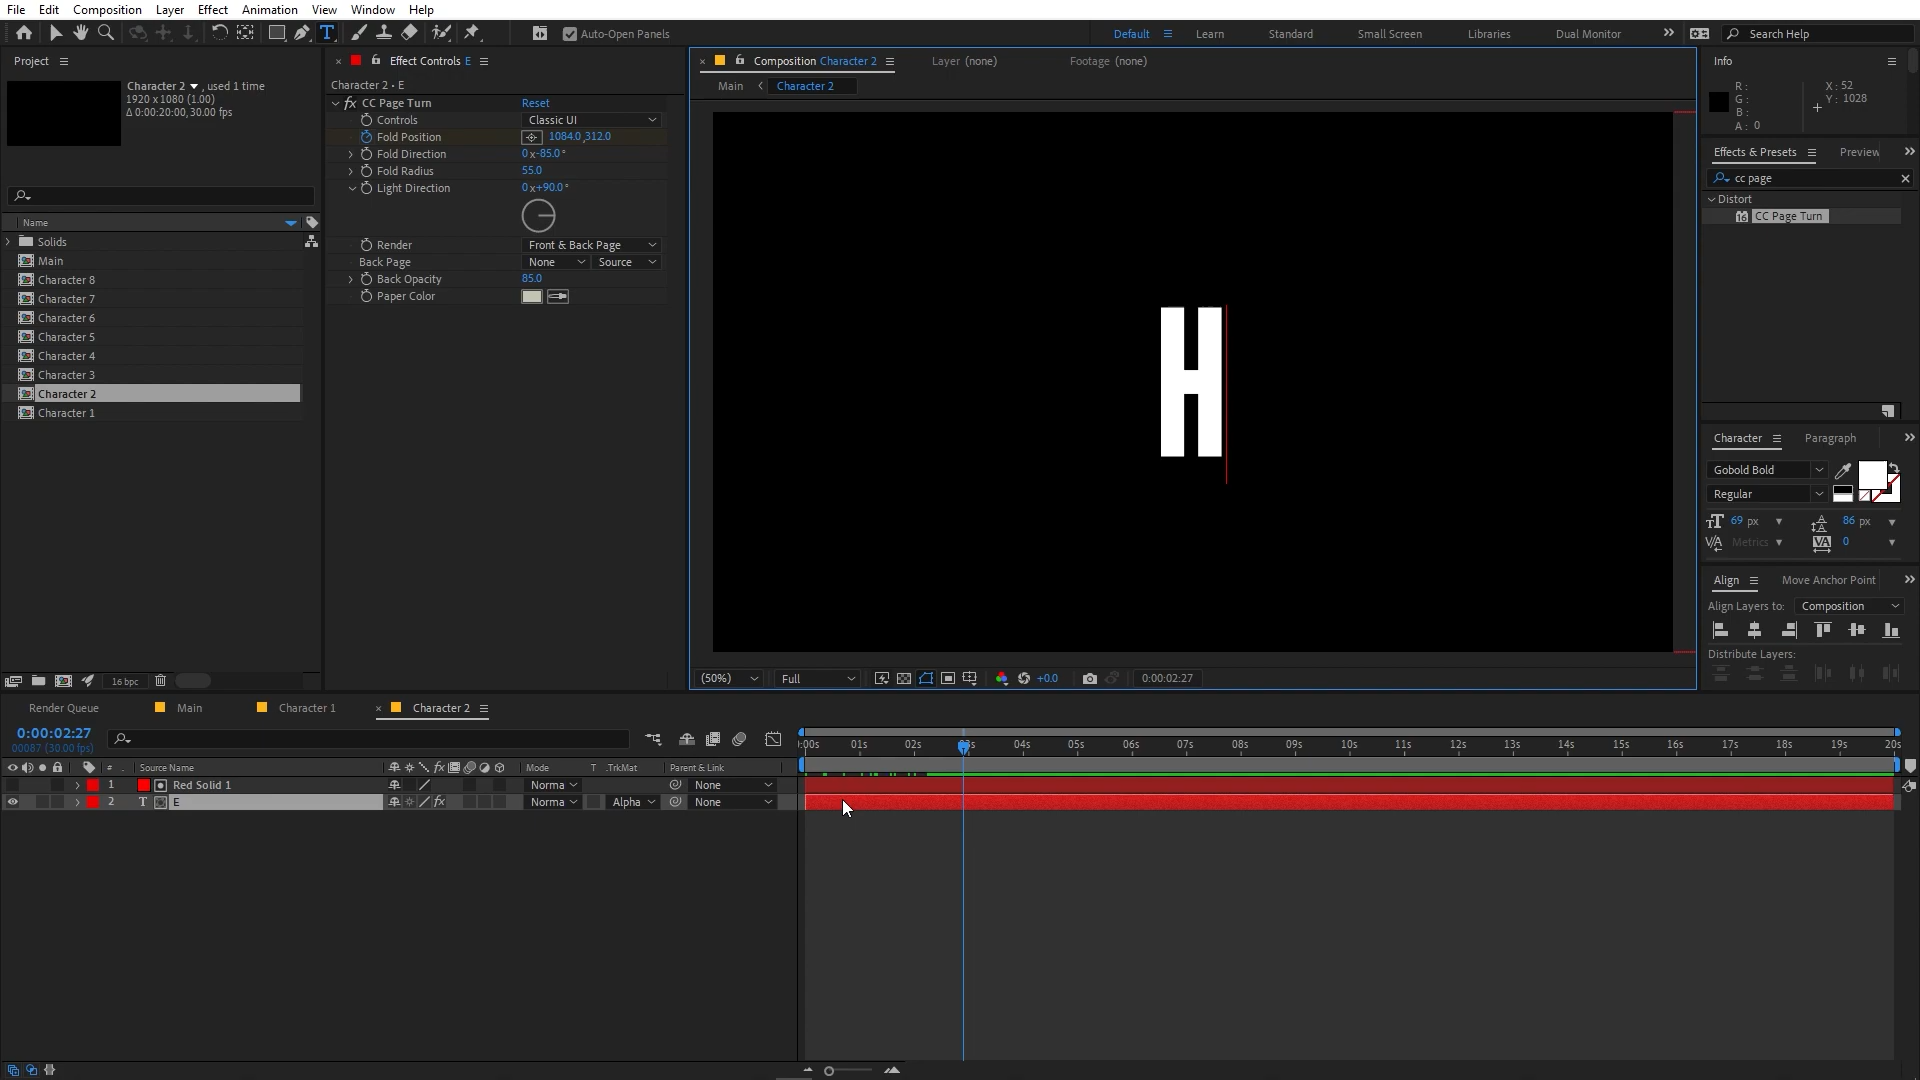 File Edit Composition Layer Effect Animation View Window Help
Auto-Open Panels
Default Learn Standard Small Screen Libraries Dual Monitor Search Help
Project
Character 2 , used 1 time
1920 x 1080 (1.00)
Δ 0:00:20:00, 30.00 fps
Name
Solids
Main
Character 8
Character 7
Character 6
Character 5
Character 4
Character 3
Character 2
Character 1
16 bpc
Effect Controls E
Character 2 • E
fx CC Page Turn Reset
Controls Classic UI
Fold Position 1084.0,312.0
Fold Direction 0x-85.0°
Fold Radius 55.0
Light Direction 0x+90.0°
Render Front & Back Page
Back Page None Source
Back Opacity 85.0
Paper Color
Composition Character 2 Layer (none) Footage (none)
Main Character 2
H
(50%) Full +0.0 0:00:02:27
Info
R : X : 52
G : Y : 1028
B :
A : 0
Effects & Presets Preview
cc page
Distort
16 CC Page Turn
Character Paragraph
Gobold Bold
Regular
69 px 86 px
Metrics 0
Align Move Anchor Point
Align Layers to: Composition
Distribute Layers:
Render Queue Main Character 1 Character 2
0:00:02:27
00087 (30.00 fps)
:00s 01s 02s 03s 04s 05s 06s 07s 08s 09s 10s 11s 12s 13s 14s 15s 16s 17s 18s 19s 20s
# Source Name fx Mode T .TrkMat Parent & Link
1 Red Solid 1 Norma None
2 T E fx Norma Alpha None